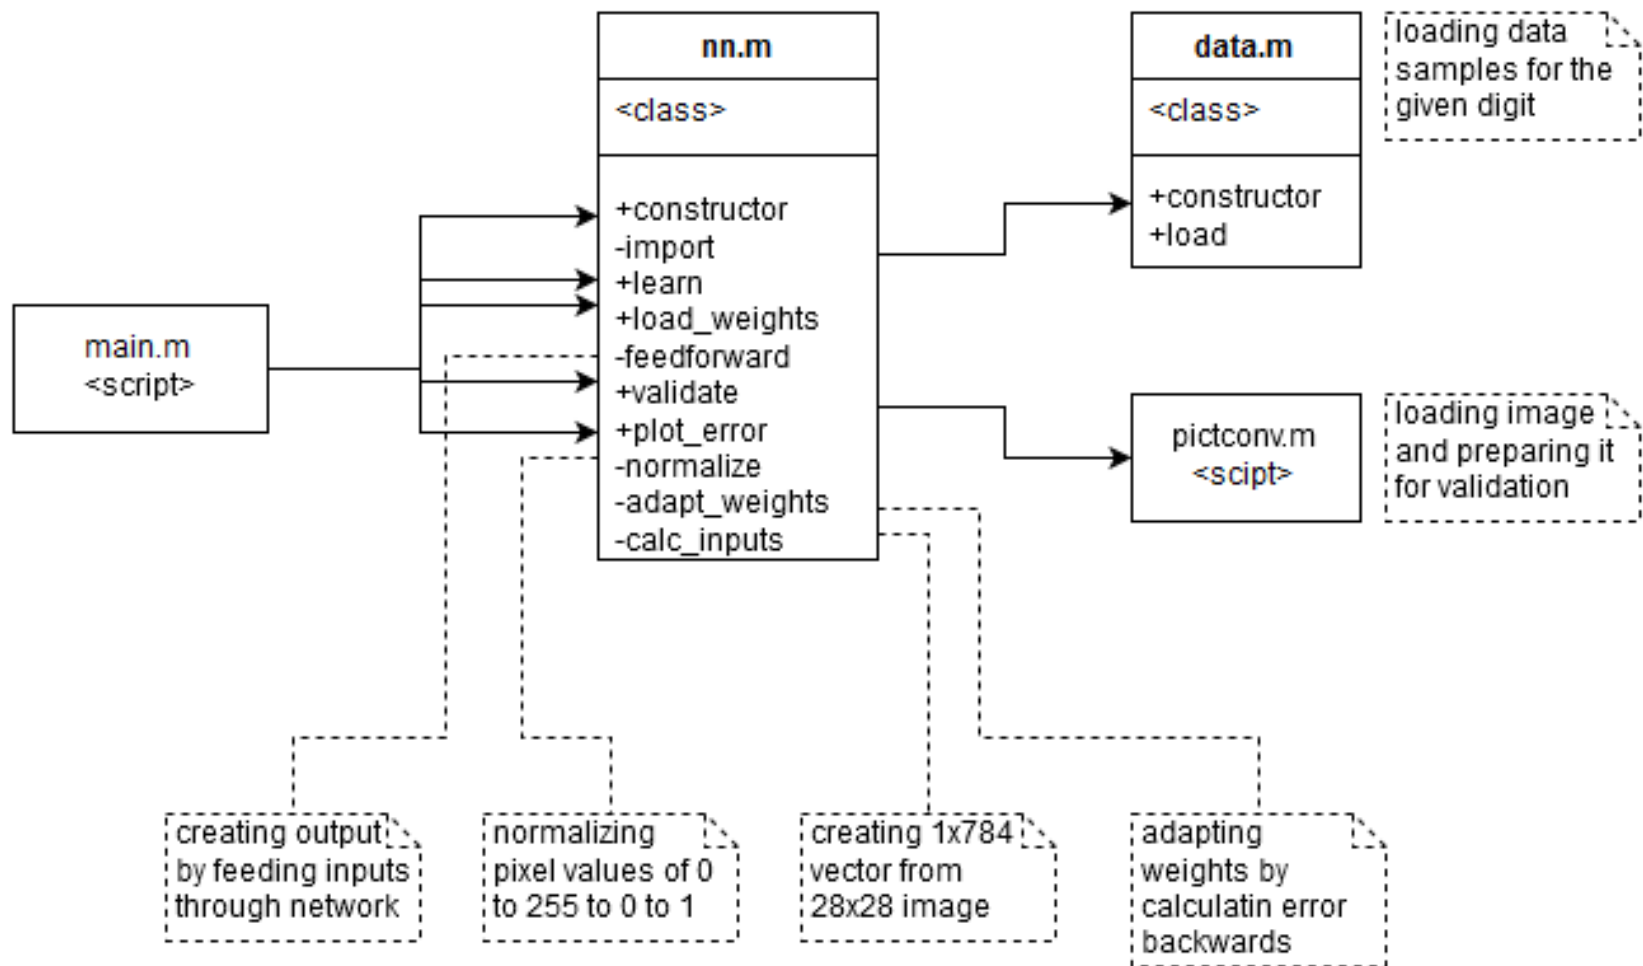 main.m
<script>
nn.m
<class>
+constructor
-import
+learn
+load_weights
-feedforward
+validate
+plot_error
-normalize
-adapt_weights
-calc_inputs
data.m
<class>
+constructor
+load
loading data
samples for the
given digit
pictconv.m
<scipt>
loading image
and preparing it
for validation
creating output
by feeding inputs
through network
normalizing
pixel values of 0
to 255 to 0 to 1
creating 1x784
vector from
28x28 image
adapting
weights by
calculatin error
backwards